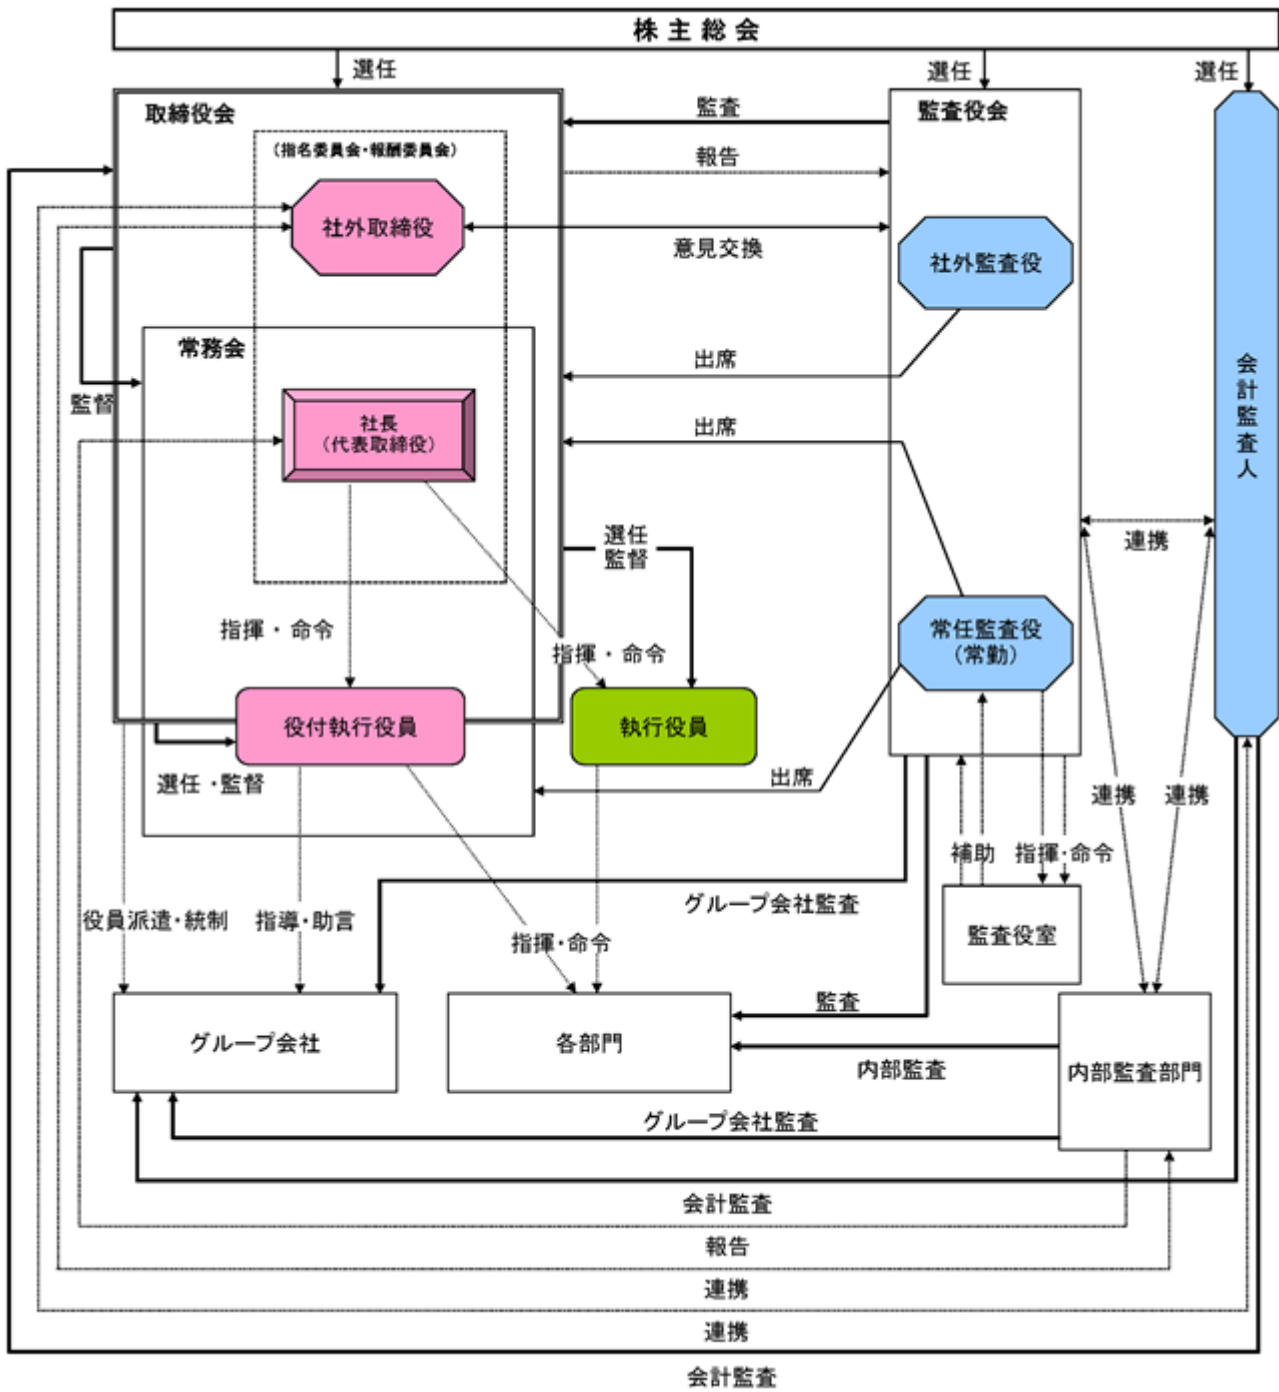 株主総会
選任
選任
選任
取締役会
監査
監査役会
(指名委員会・報酬委員会)
報告
社外取締役
意見交換
社外監査役
常務会
出席
会計監査人
監督
社長
(代表取締役)
出席
選任
監督
連携
指揮・命令
指揮・命令
常任監査役
(常勤)
役付執行役員
執行役員
選任・監督
出席
連携
連携
補助
指揮・命令
グループ会社監査
役員派遣・統制
指導・助言
指揮・命令
監査役室
監査
グループ会社
各部門
内部監査
内部監査部門
グループ会社監査
会計監査
報告
連携
連携
会計監査